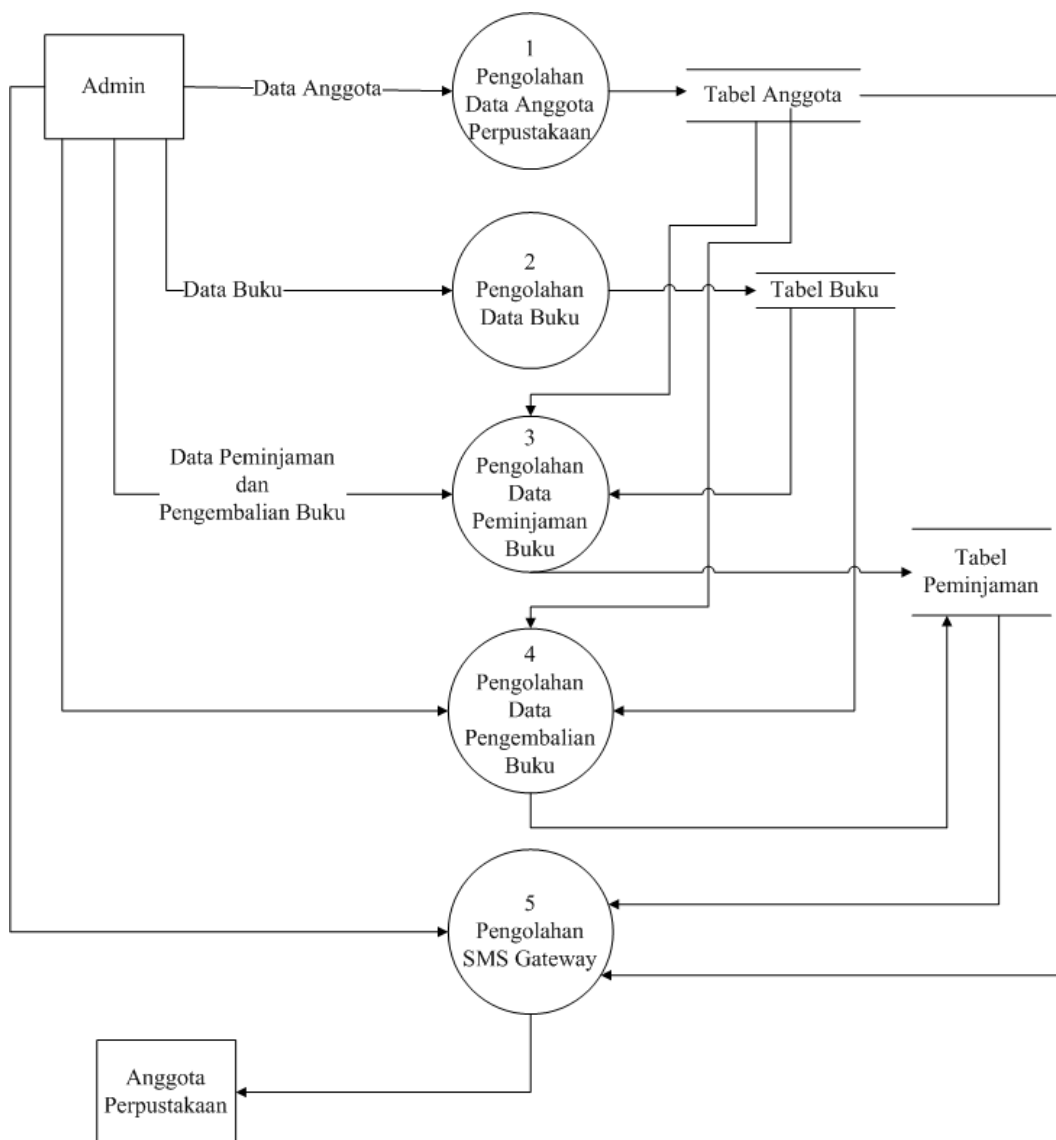 Admin
Data Anggota
1
Pengolahan
Data Anggota
Perpustakaan
Tabel Anggota
Data Buku
2
Pengolahan
Data Buku
Tabel Buku
Data Peminjaman
dan
Pengembalian Buku
3
Pengolahan
Data
Peminjaman
Buku
Tabel
Peminjaman
4
Pengolahan
Data
Pengembalian
Buku
5
Pengolahan
SMS Gateway
Anggota
Perpustakaan